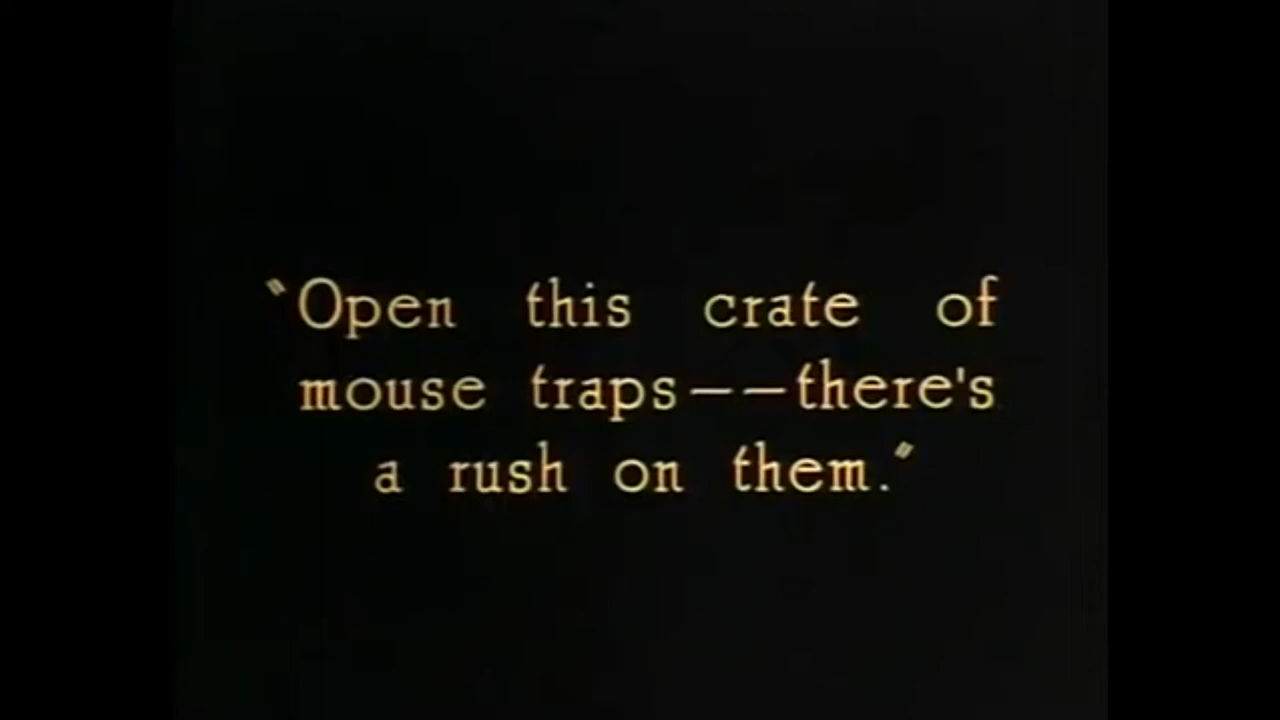 "Open this crate of
mouse traps--there's
a rush on them."